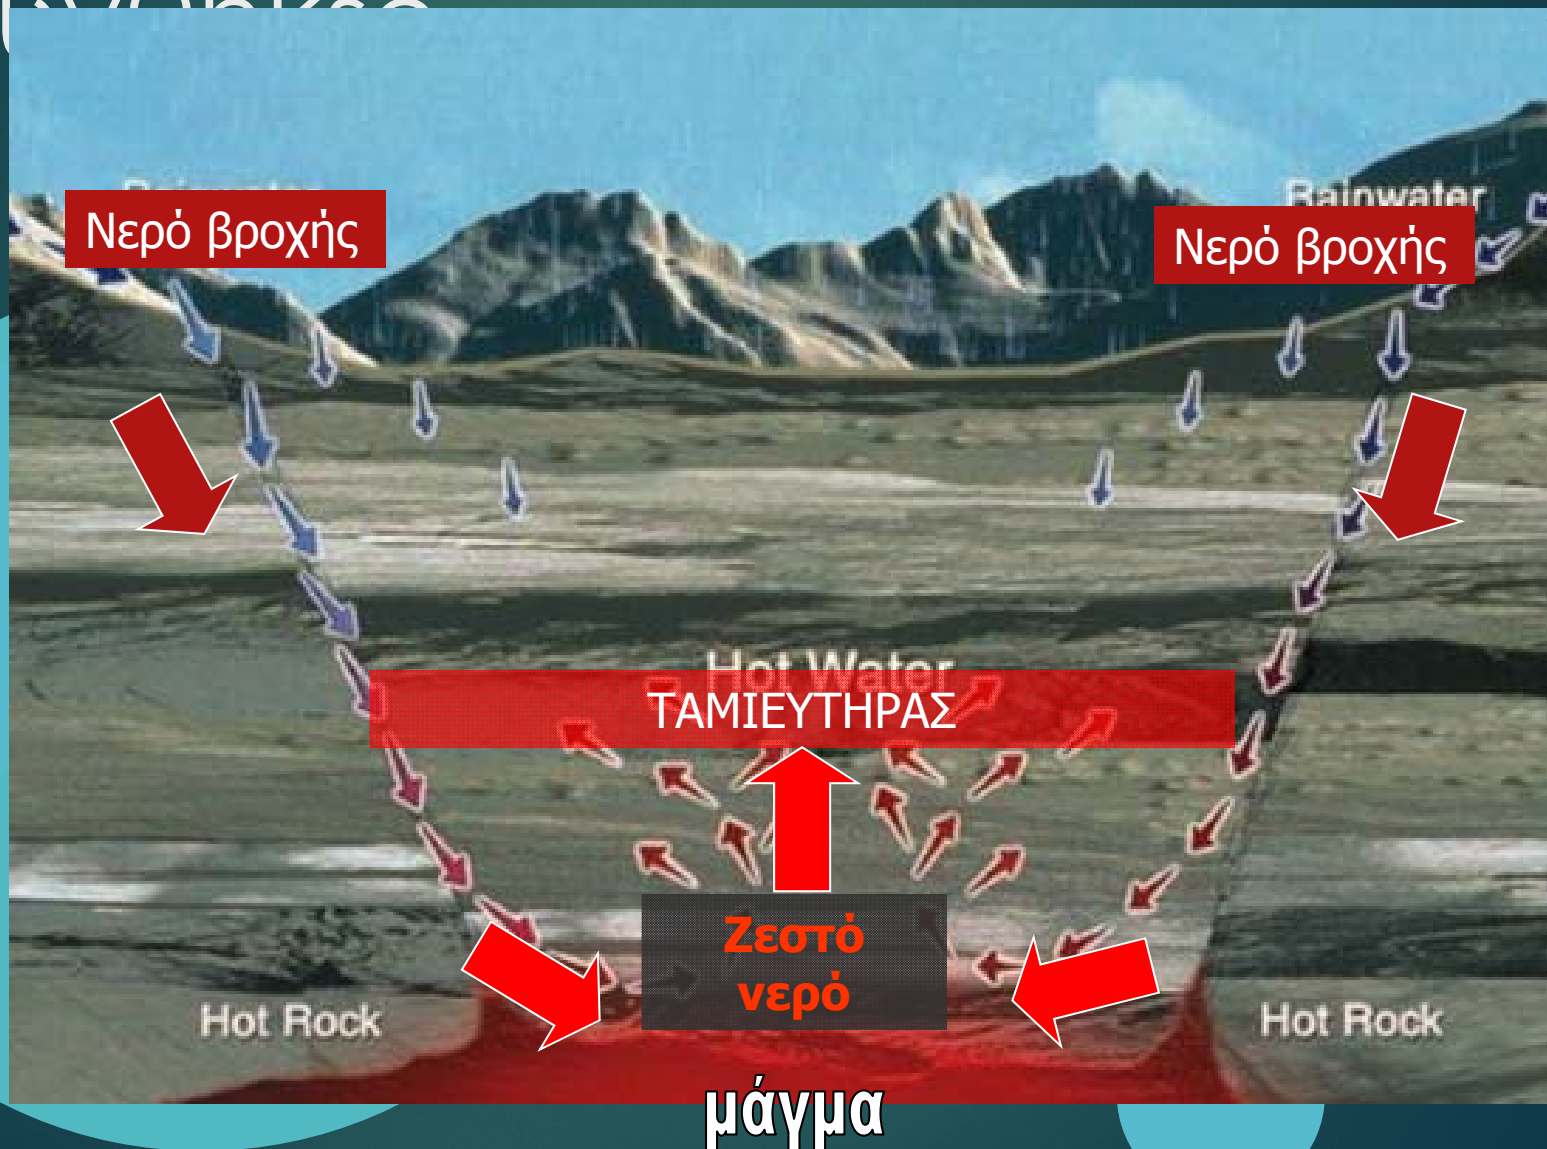 Νερό βροχής
Rainwater
Νερό βροχής
Hot Water
ΤΑΜΙΕΥΤΗΡΑΣ
Ζεστό
νερό
Hot Rock
Hot Rock
μάγμα